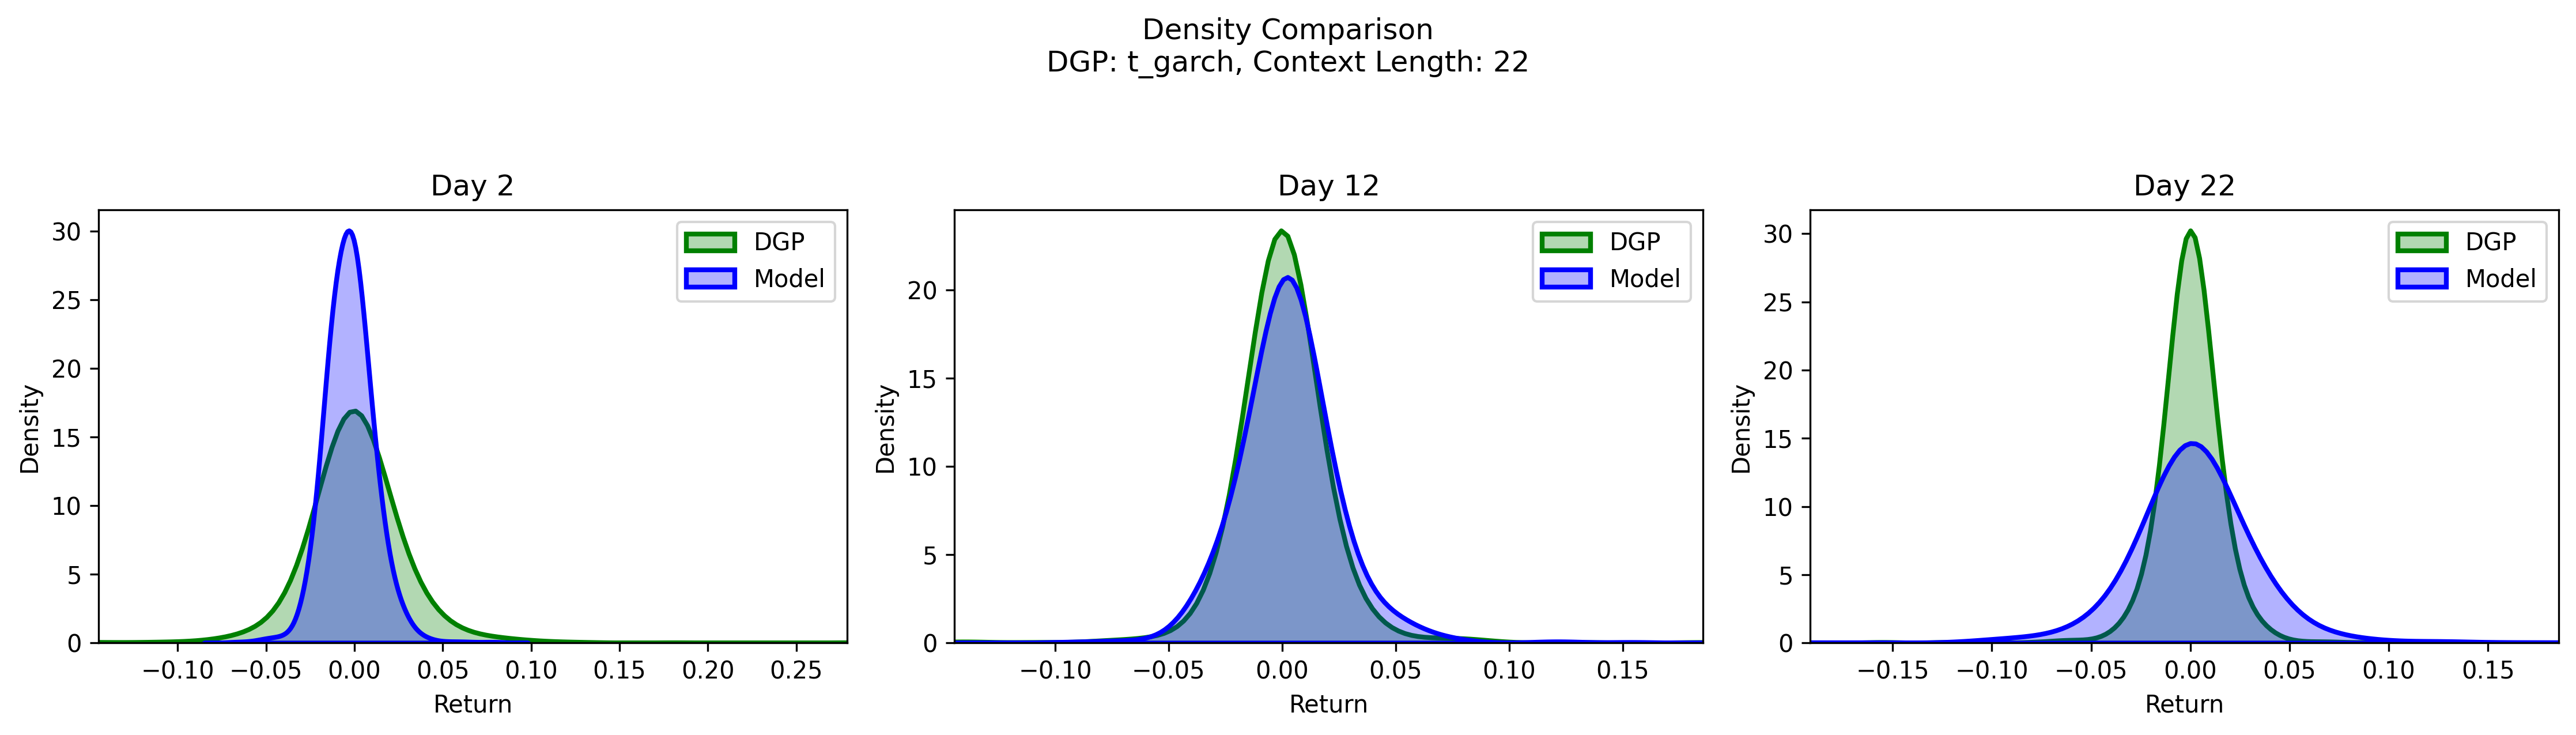 Density Comparison
DGP: t_garch, Context Length: 22
Day 2
30
25
20
15
10
5
0
Density
−0.10 −0.05 0.00 0.05 0.10 0.15 0.20 0.25
Return
DGP
Model
Day 12
20
15
10
5
0
Density
−0.10 −0.05 0.00 0.05 0.10 0.15
Return
DGP
Model
Day 22
30
25
20
15
10
5
0
Density
−0.15 −0.10 −0.05 0.00 0.05 0.10 0.15
Return
DGP
Model